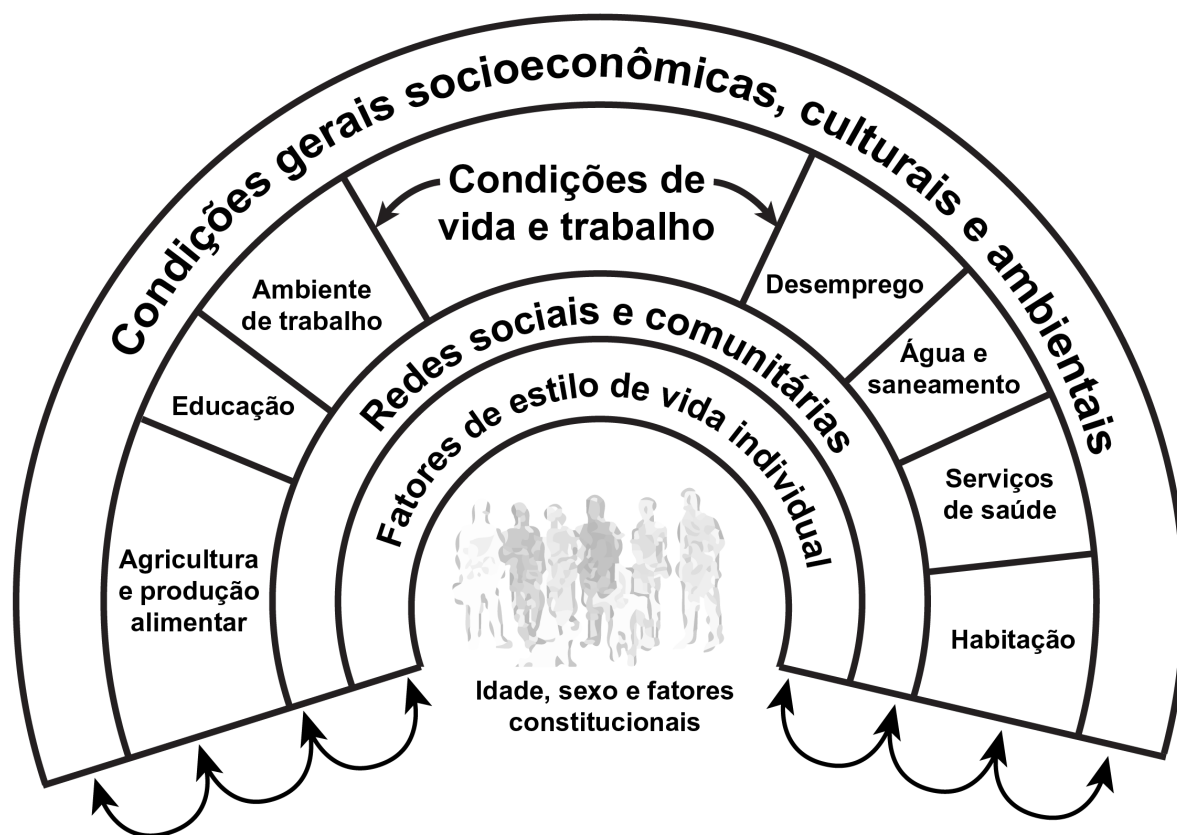 Condições gerais socioeconômicas, culturais e ambientais
Condições de
vida e trabalho
Ambiente
de trabalho
Educação
Agricultura
e produção
alimentar
Desemprego
Água e
saneamento
Serviços
de saúde
Habitação
Redes sociais e comunitárias
Fatores de estilo de vida individual
Idade, sexo e fatores
constitucionais